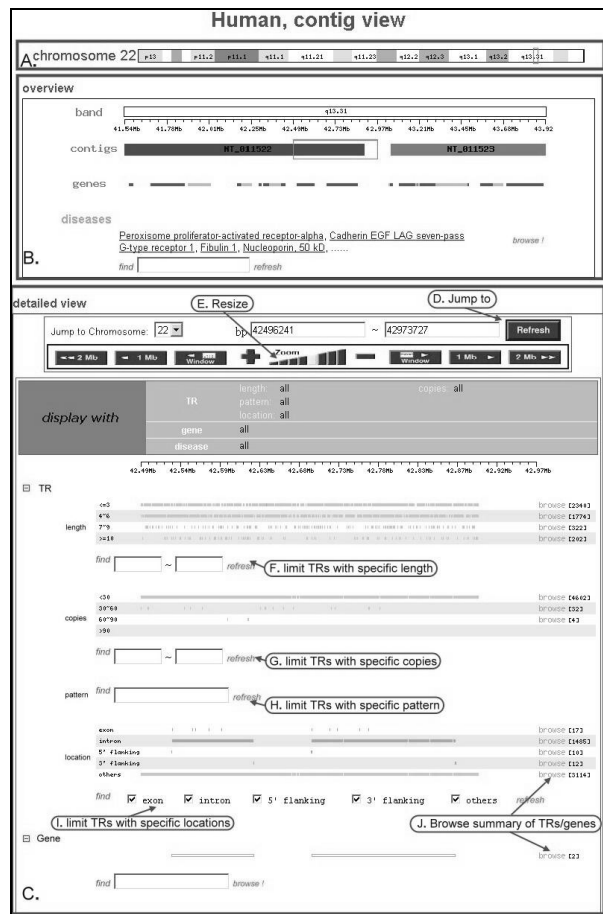 Human, contig view
A. chromosome 22 p13 p11.2 p11.1 q11.1 q11.21 q11.23 q12.2 q12.3 q13.1 q13.2 q13.31
overview
band q13.31
41.54Mb 41.78Mb 42.01Mb 42.25Mb 42.49Mb 42.73Mb 42.97Mb 43.21Mb 43.45Mb 43.68Mb 43.92
contigs NT_011522 NT_011523
genes
diseases
Peroxisome proliferator-activated receptor-alpha, Cadherin EGF LAG seven-pass
G-type receptor 1, Fibulin 1, Nucleoporin, 50 kD, ......
browse !
B. find refresh
detailed view
E. Resize D. Jump to
Jump to Chromosome: 22 bp 42496241 ~ 42973727 Refresh
2 Mb 1 Mb Window Zoom Window 1 Mb 2 Mb
display with
TR length: all copies: all
pattern: all
location: all
gene all
disease all
42.49Mb 42.54Mb 42.58Mb 42.63Mb 42.68Mb 42.73Mb 42.78Mb 42.83Mb 42.87Mb 42.92Mb 42.97Mb
TR
length
<=3 browse [2340]
4~6 browse [1774]
7~9 browse [322]
>=10 browse [202]
find ~ refresh F. limit TRs with specific length
copies
<30 browse [4602]
30~60 browse [32]
60~90 browse [4]
>90
find ~ refresh G. limit TRs with specific copies
pattern find refresh H. limit TRs with specific pattern
location
exon browse [17]
intron browse [1485]
5' flanking browse [10]
3' flanking browse [12]
others browse [3114]
find exon intron 5' flanking 3' flanking others refresh
I. limit TRs with specific locations J. Browse summary of TRs/genes
Gene
browse [2]
C. find browse !